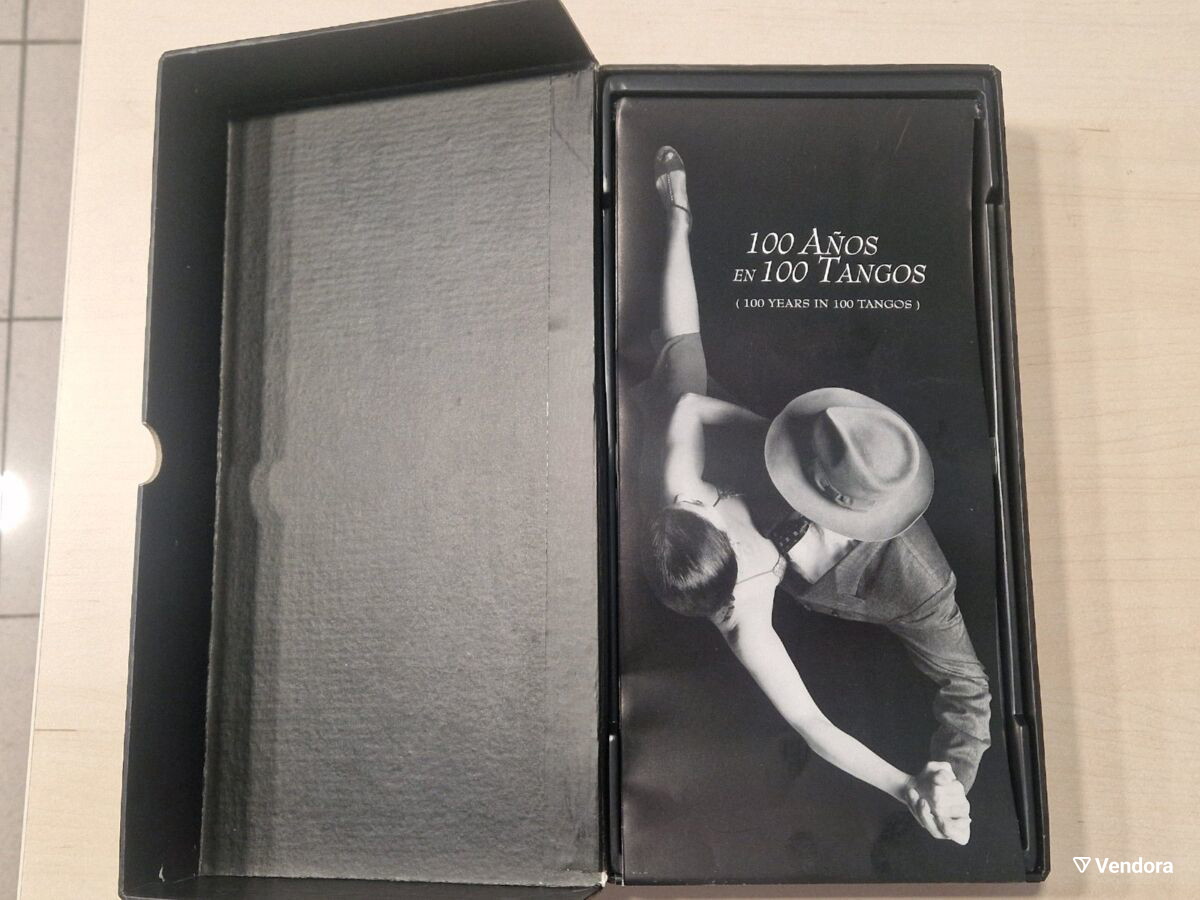 100 AÑOS
EN 100 TANGOS
( 100 YEARS IN 100 TANGOS )
Vendora